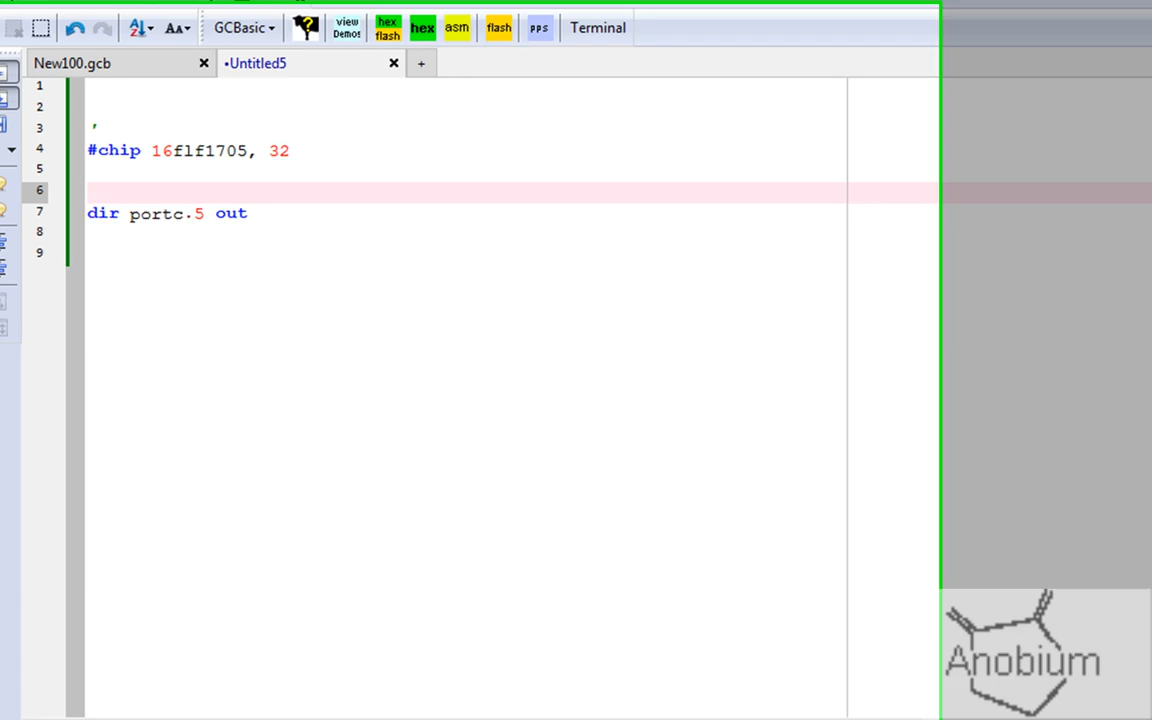 GCBasic
view
Demos
hex
flash
hex
asm
flash
pps
Terminal
New100.gcb
•Untitled5
+
1
2
3 '
4 #chip 16flf1705, 32
5
6
7 dir portc.5 out
8
9
Anobium